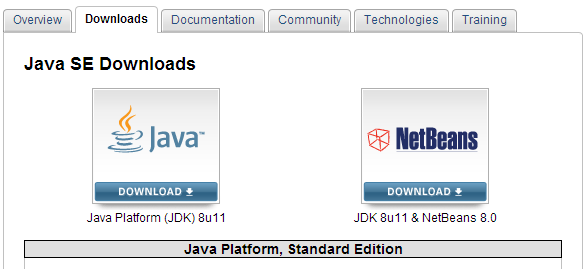 Overview Downloads Documentation Community Technologies Training
Java SE Downloads
Java™ NetBeans
DOWNLOAD DOWNLOAD
Java Platform (JDK) 8u11 JDK 8u11 & NetBeans 8.0
Java Platform, Standard Edition